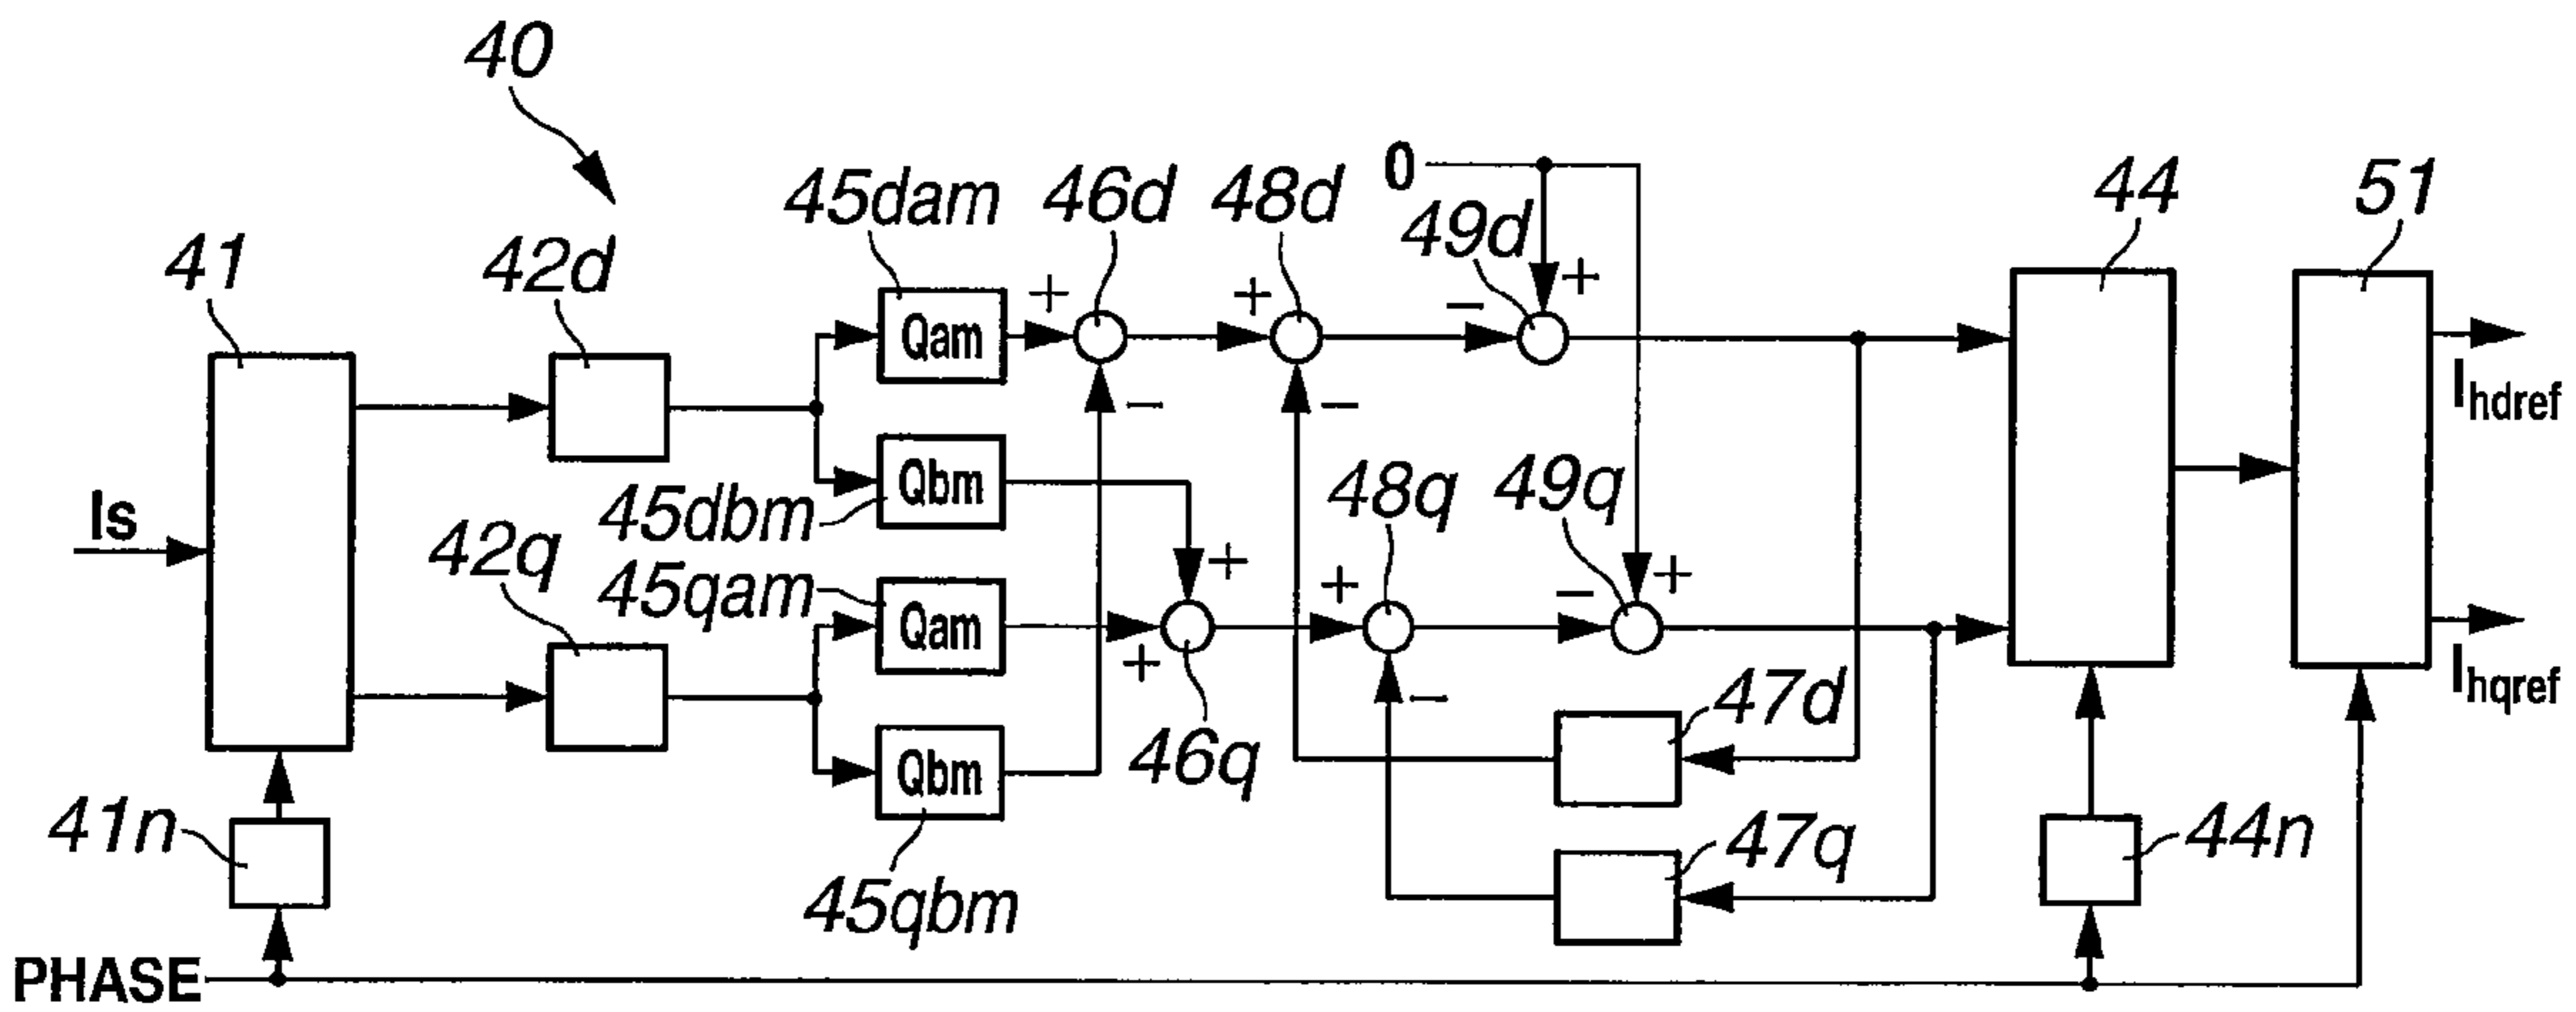 40
45dam
46d
48d
0
49d
44
51
41
42d
+
+
-
+
Qam
-
-
Ihdref
Qbm
Is
45dbm
48q
49q
42q
45qam
+
+
-
+
Qam
+
-
Ihqref
47d
Qbm
46q
41n
47q
44n
45qbm
PHASE